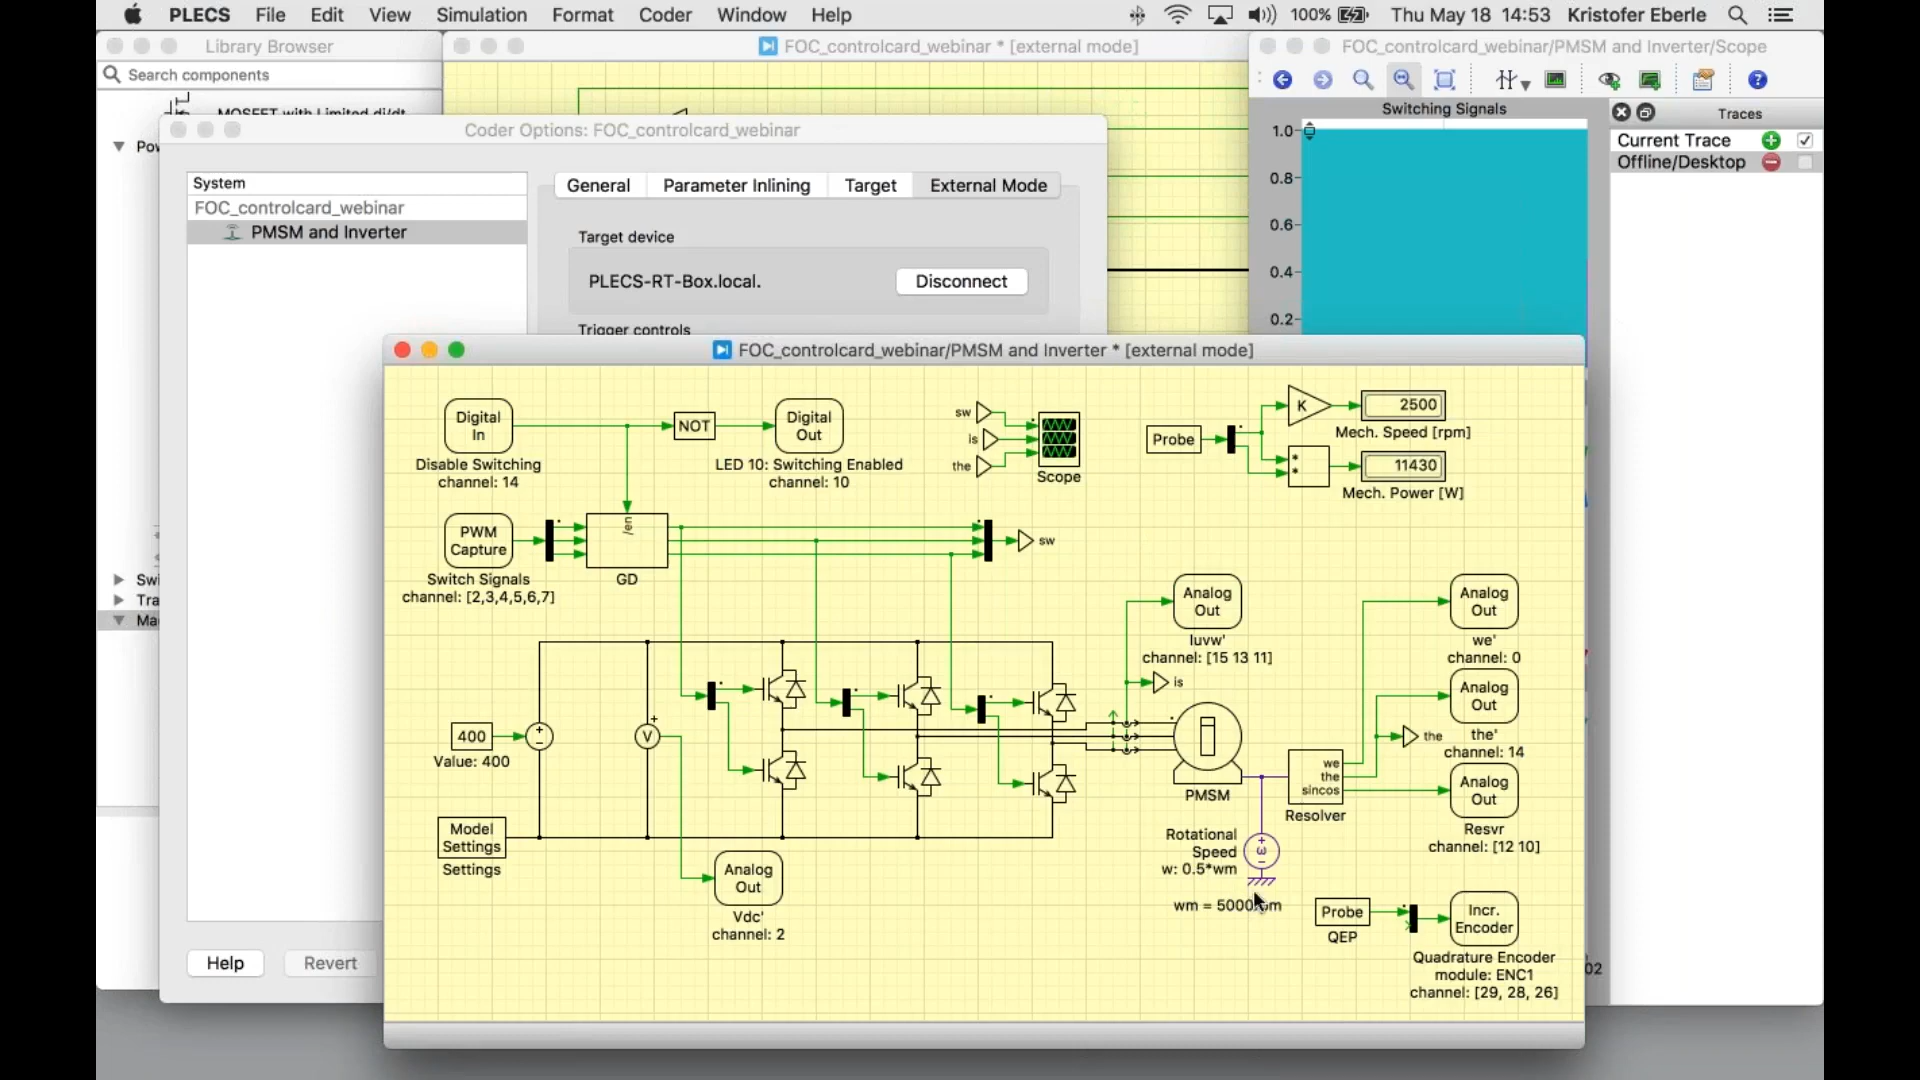 PLECS File Edit View Simulation Format Coder Window Help 100% Thu May 18 14:53 Kristofer Eberle
Library Browser
Search components
MOSFET with Limited di/dt
FOC_controlcard_webinar * [external mode]
FOC_controlcard_webinar/PMSM and Inverter/Scope
Switching Signals
1.0
0.8
0.6
0.4
0.2
Traces
Current Trace
Offline/Desktop
Coder Options: FOC_controlcard_webinar
System
FOC_controlcard_webinar
PMSM and Inverter
General Parameter Inlining Target External Mode
Target device
PLECS-RT-Box.local. Disconnect
Trigger controls
Help Revert
FOC_controlcard_webinar/PMSM and Inverter * [external mode]
Digital
In
Disable Switching
channel: 14
NOT
Digital
Out
LED 10: Switching Enabled
channel: 10
sw
is
the
Scope
Probe
K
2500
Mech. Speed [rpm]
*
*
11430
Mech. Power [W]
PWM
Capture
Switch Signals
channel: [2,3,4,5,6,7]
/en
GD
sw
Analog
Out
Iuvw'
channel: [15 13 11]
is
Analog
Out
we'
channel: 0
Analog
Out
the'
channel: 14
the
Analog
Out
Resvr
channel: [12 10]
400
Value: 400
V
PMSM
we
the
sincos
Resolver
Rotational
Speed
w: 0.5*wm
ω
Model
Settings
Settings
Analog
Out
Vdc'
channel: 2
Probe
QEP
Incr.
Encoder
Quadrature Encoder
module: ENC1
channel: [29, 28, 26]